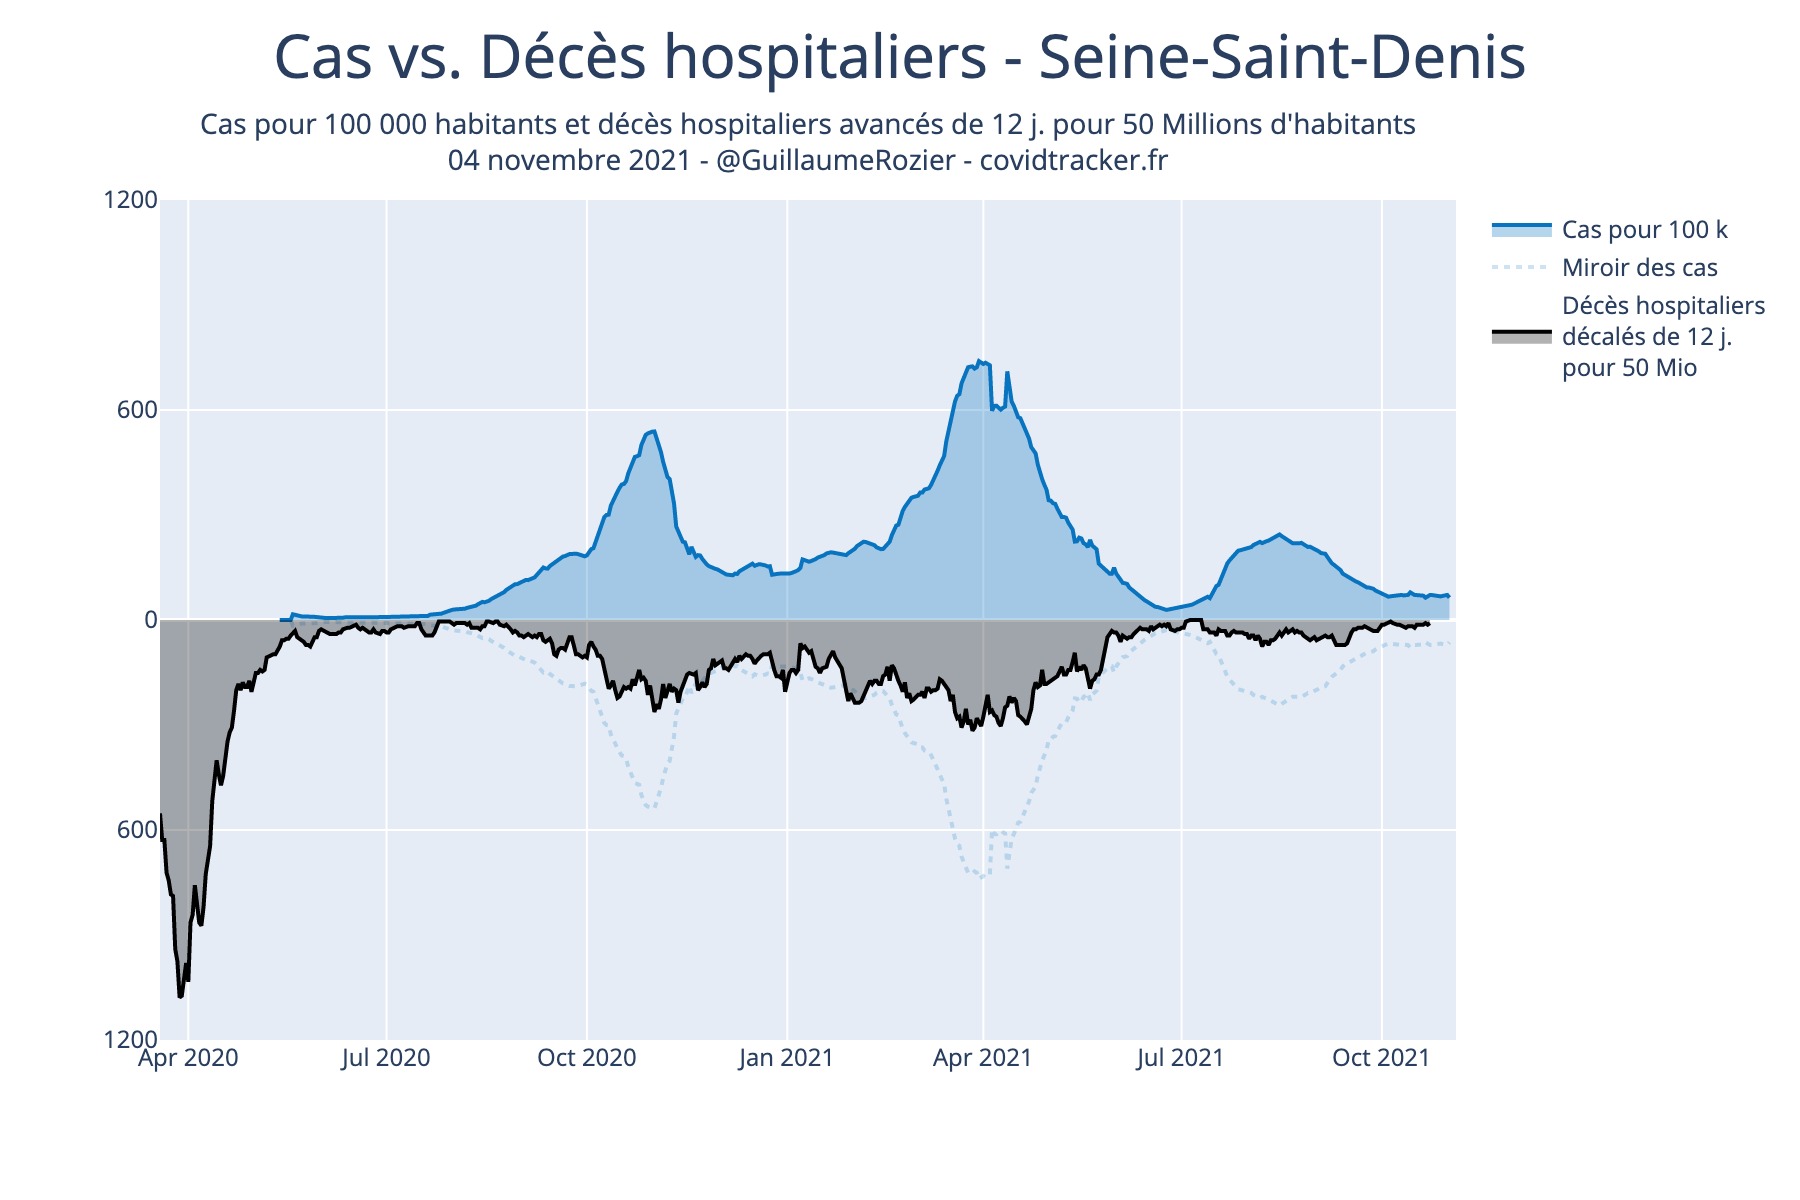 Cas vs. Décès hospitaliers - Seine-Saint-Denis
Cas pour 100 000 habitants et décès hospitaliers avancés de 12 j. pour 50 Millions d'habitants
04 novembre 2021 - @GuillaumeRozier - covidtracker.fr
1200
600
0
600
1200
Apr 2020
Jul 2020
Oct 2020
Jan 2021
Apr 2021
Jul 2021
Oct 2021
Cas pour 100 k
Miroir des cas
Décès hospitaliers
décalés de 12 j.
pour 50 Mio